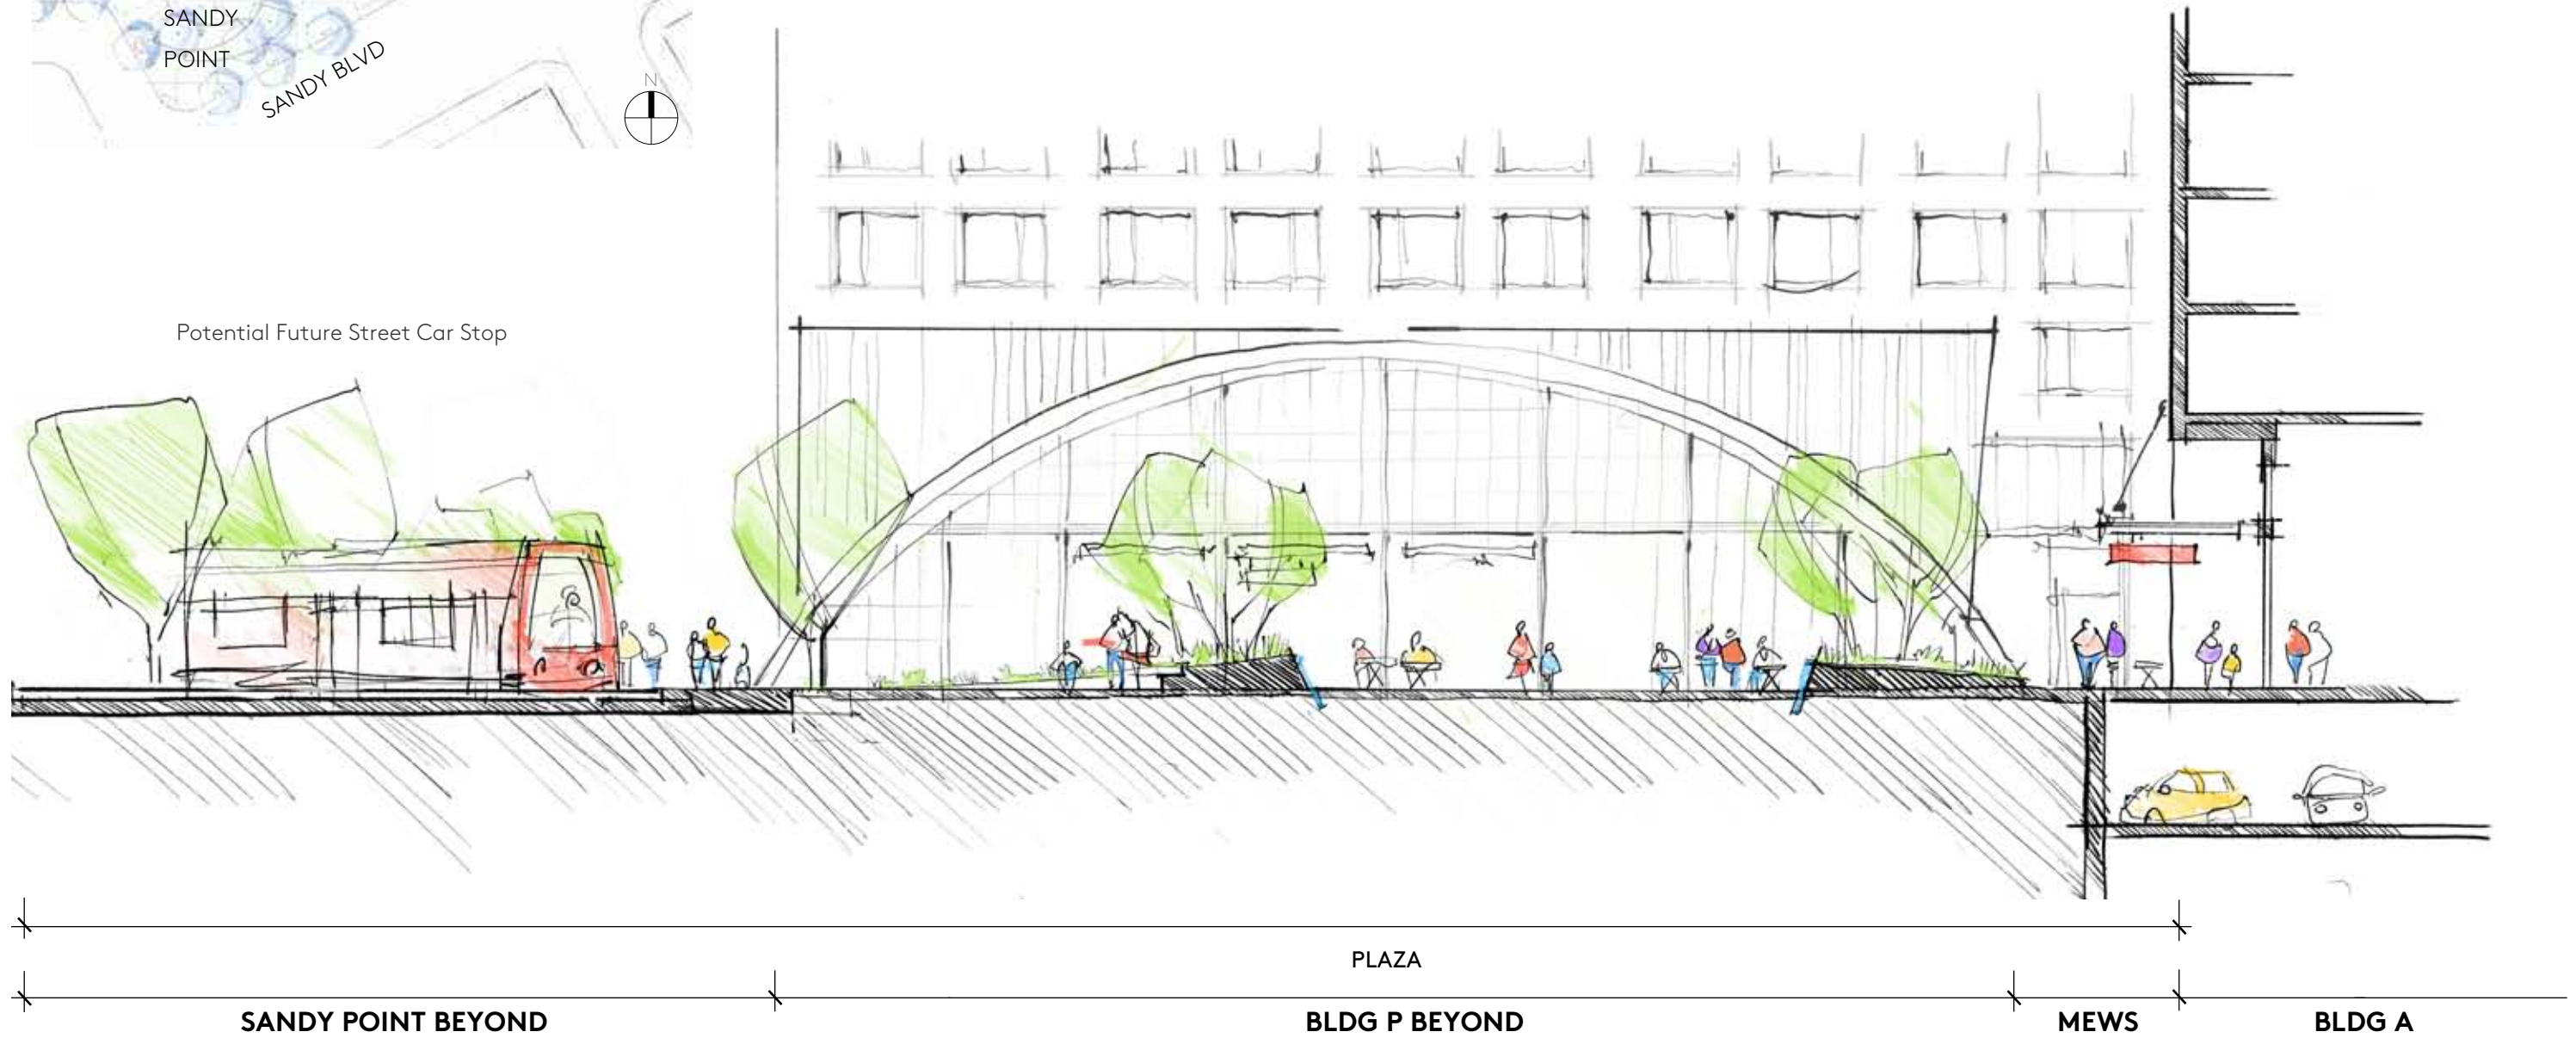 SANDY
POINT
SANDY BLVD
N
Potential Future Street Car Stop
PLAZA
SANDY POINT BEYOND
BLDG P BEYOND
MEWS
BLDG A